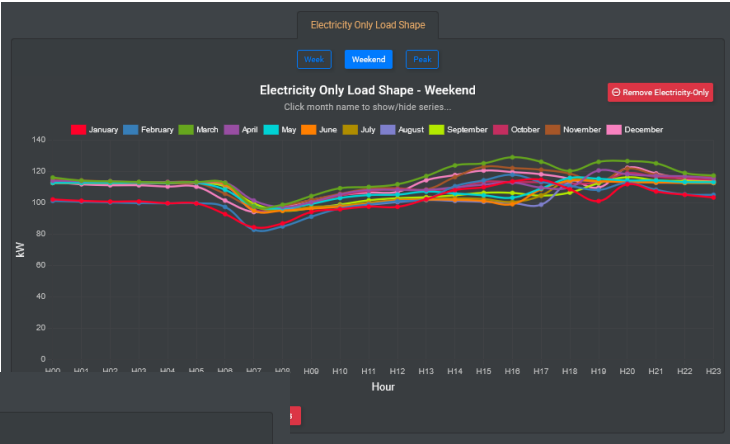 Electricity Only Load Shape
Week Weekend Peak
Electricity Only Load Shape - Weekend
Remove Electricity-Only
Click month name to show/hide series...
January February March April May June July August September October November December
140
120
100
80
60
40
20
0
kW
H00 H01 H02 H03 H04 H05 H06 H07 H08 H09 H10 H11 H12 H13 H14 H15 H16 H17 H18 H19 H20 H21 H22 H23
Hour